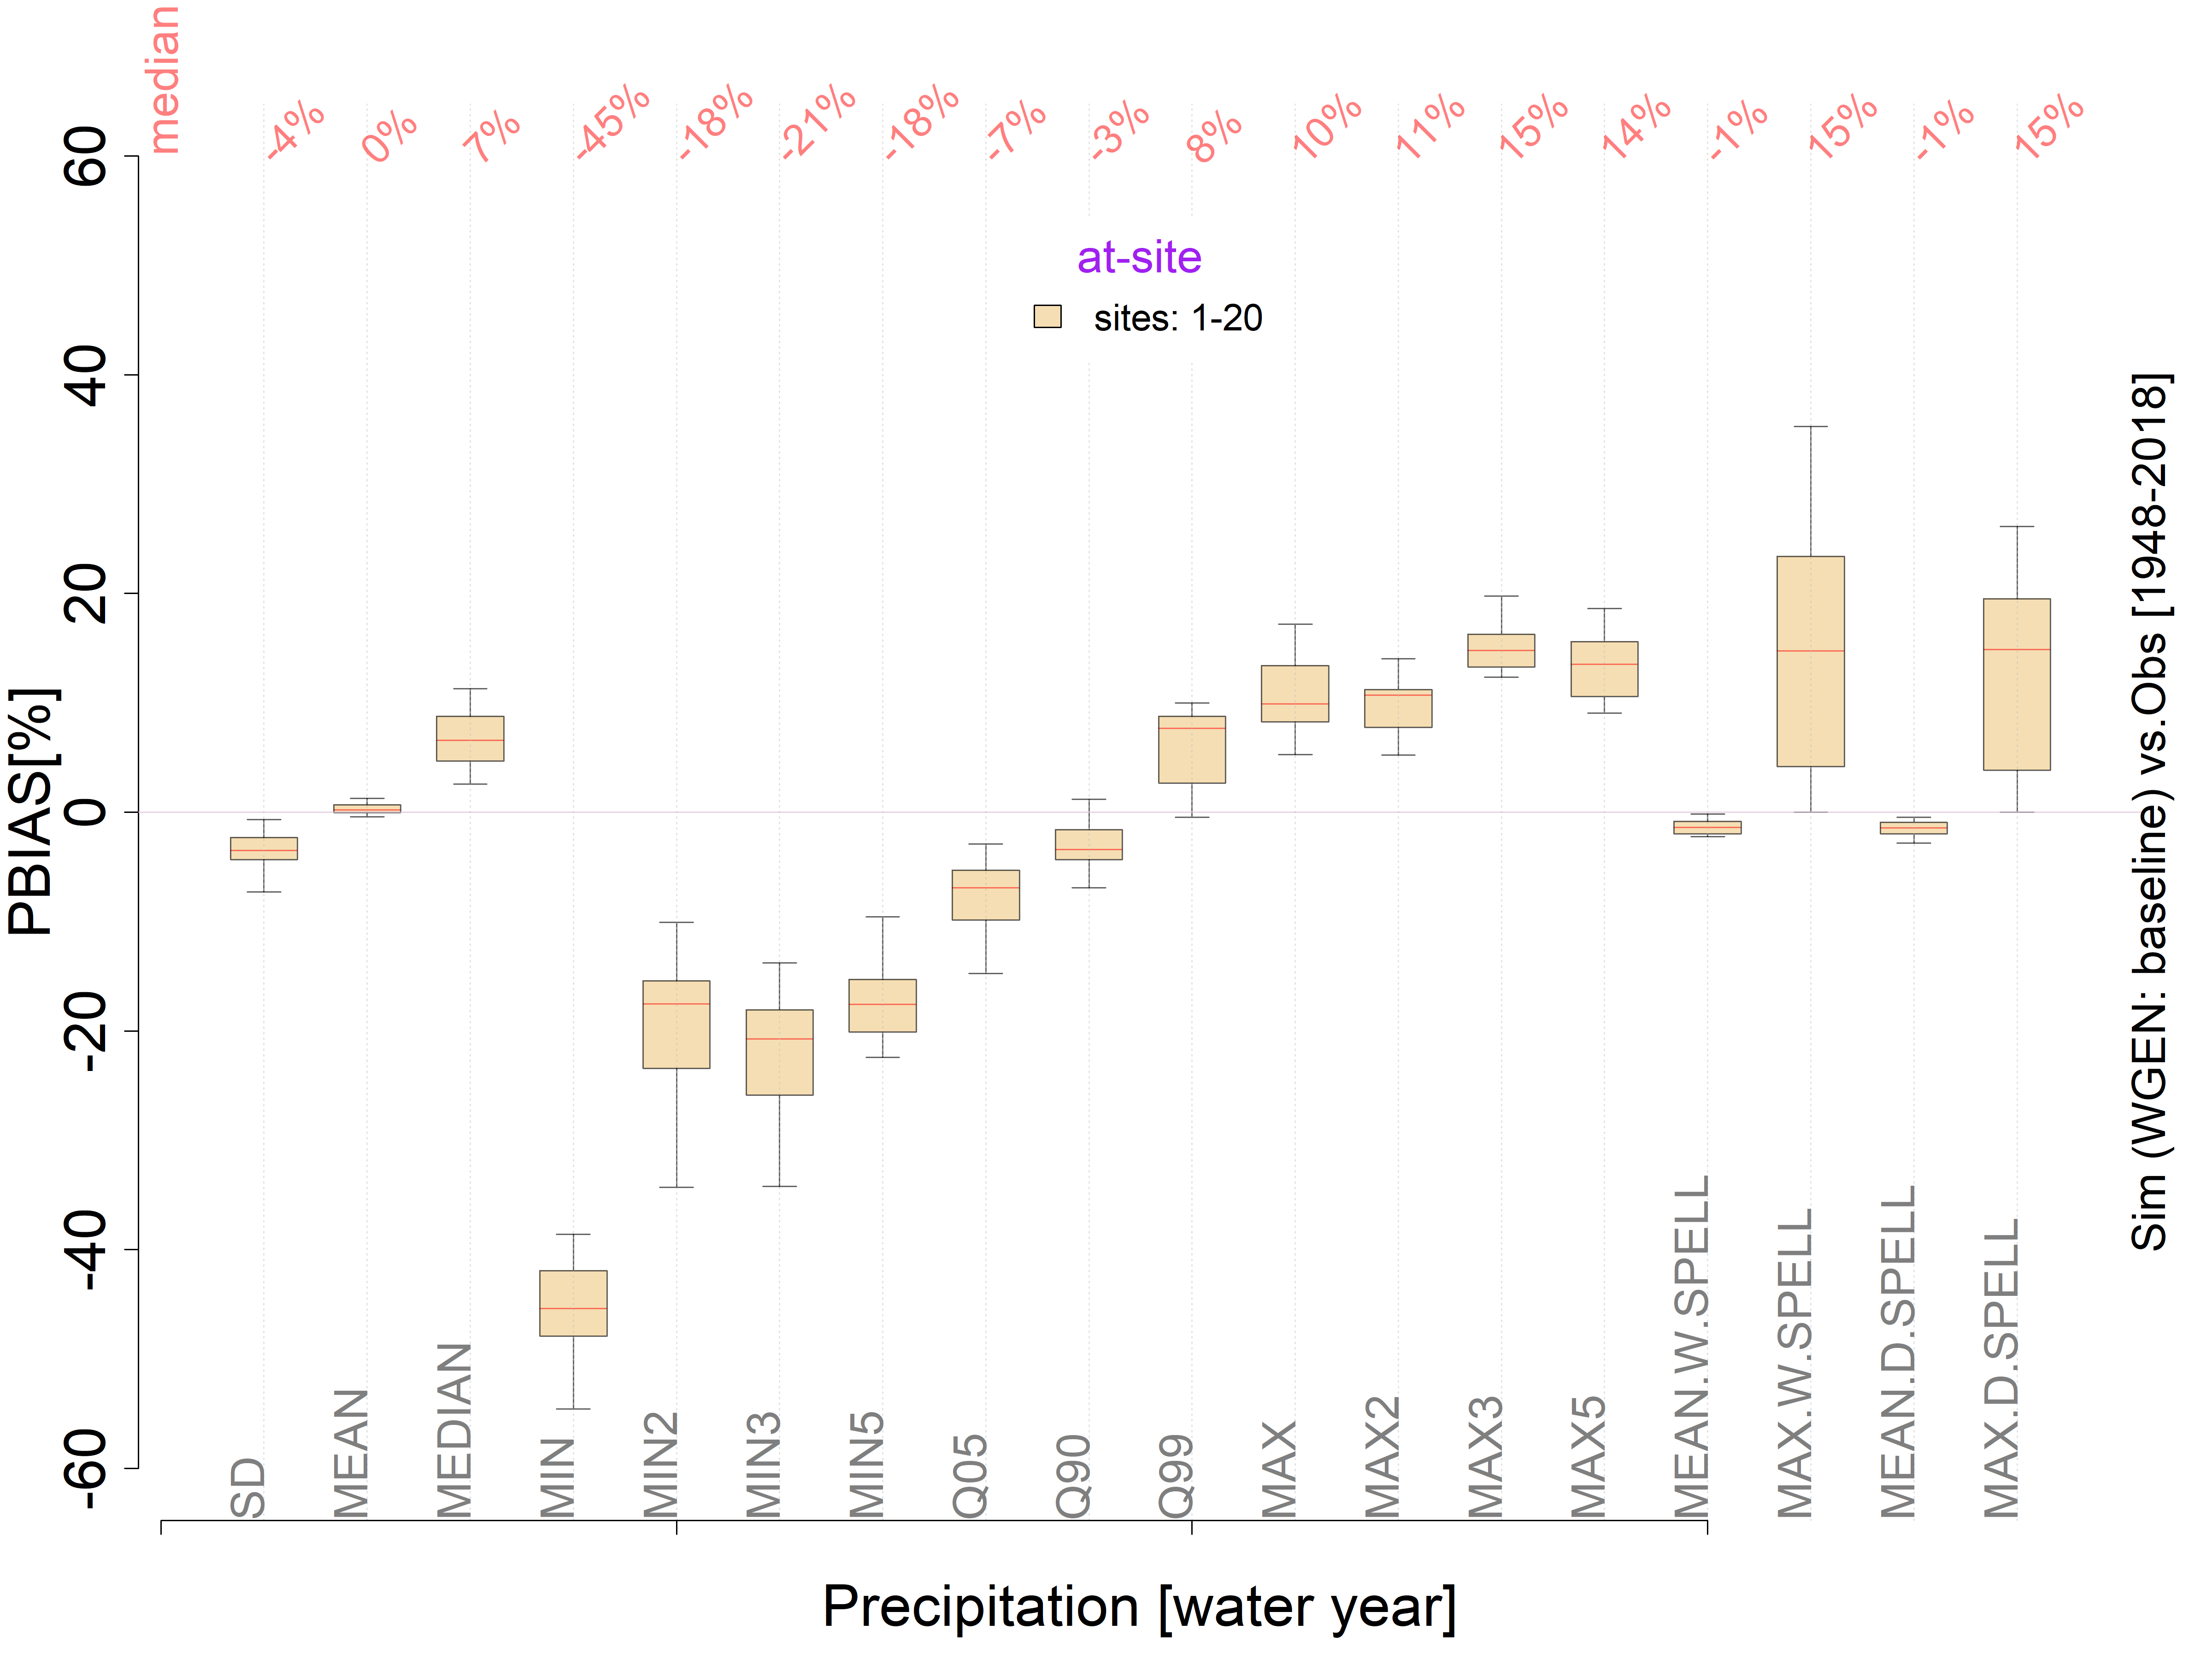 median
-4%
0%
7%
-45%
-18%
-21%
-18%
-7%
-3%
8%
10%
11%
15%
14%
-1%
15%
-1%
15%
at-site
sites: 1-20
PBIAS[%]
60
40
20
0
-20
-40
-60
SD
MEAN
MEDIAN
MIN
MIN2
MIN3
MIN5
Q05
Q90
Q99
MAX
MAX2
MAX3
MAX5
MEAN.W.SPELL
MAX.W.SPELL
MEAN.D.SPELL
MAX.D.SPELL
Sim (WGEN: baseline) vs.Obs [1948-2018]
Precipitation [water year]